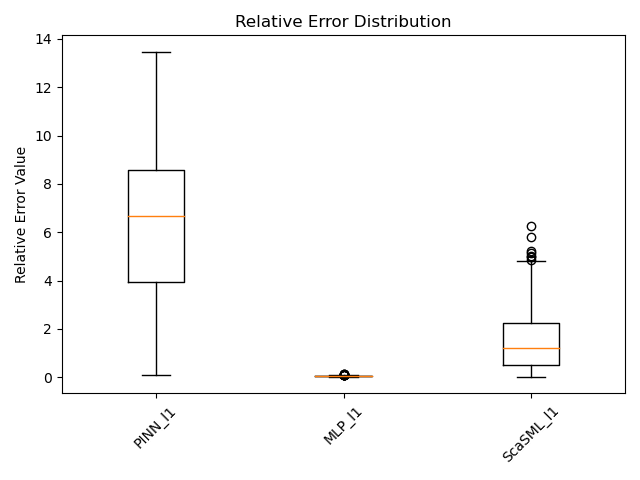 Relative Error Distribution
14
12
10
8
6
4
2
0
Relative Error Value
PINN_l1
MLP_l1
ScaSML_l1